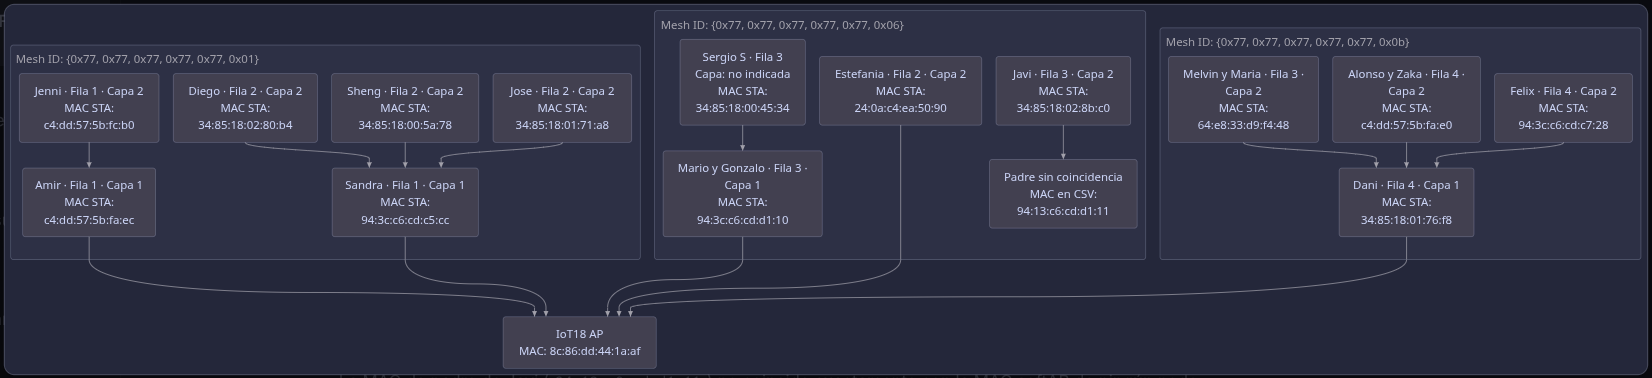 Mesh ID: {0x77, 0x77, 0x77, 0x77, 0x77, 0x01}
Jenni · Fila 1 · Capa 2
MAC STA:
c4:dd:57:5b:fc:b0
Diego · Fila 2 · Capa 2
MAC STA:
34:85:18:02:80:b4
Sheng · Fila 2 · Capa 2
MAC STA:
34:85:18:00:5a:78
Jose · Fila 2 · Capa 2
MAC STA:
34:85:18:01:71:a8
Amir · Fila 1 · Capa 1
MAC STA:
c4:dd:57:5b:fa:ec
Sandra · Fila 1 · Capa 1
MAC STA:
94:3c:c6:cd:c5:cc
Mesh ID: {0x77, 0x77, 0x77, 0x77, 0x77, 0x06}
Sergio S · Fila 3
Capa: no indicada
MAC STA:
34:85:18:00:45:34
Estefania · Fila 2 · Capa 2
MAC STA:
24:0a:c4:ea:50:90
Javi · Fila 3 · Capa 2
MAC STA:
34:85:18:02:8b:c0
Mario y Gonzalo · Fila 3 ·
Capa 1
MAC STA:
94:3c:c6:cd:d1:10
Padre sin coincidencia
MAC en CSV:
94:13:c6:cd:d1:11
Mesh ID: {0x77, 0x77, 0x77, 0x77, 0x77, 0x0b}
Melvin y Maria · Fila 3 ·
Capa 2
MAC STA:
64:e8:33:d9:f4:48
Alonso y Zaka · Fila 4 ·
Capa 2
MAC STA:
c4:dd:57:5b:fa:e0
Felix · Fila 4 · Capa 2
MAC STA:
94:3c:c6:cd:c7:28
Dani · Fila 4 · Capa 1
MAC STA:
34:85:18:01:76:f8
IoT18 AP
MAC: 8c:86:dd:44:1a:af